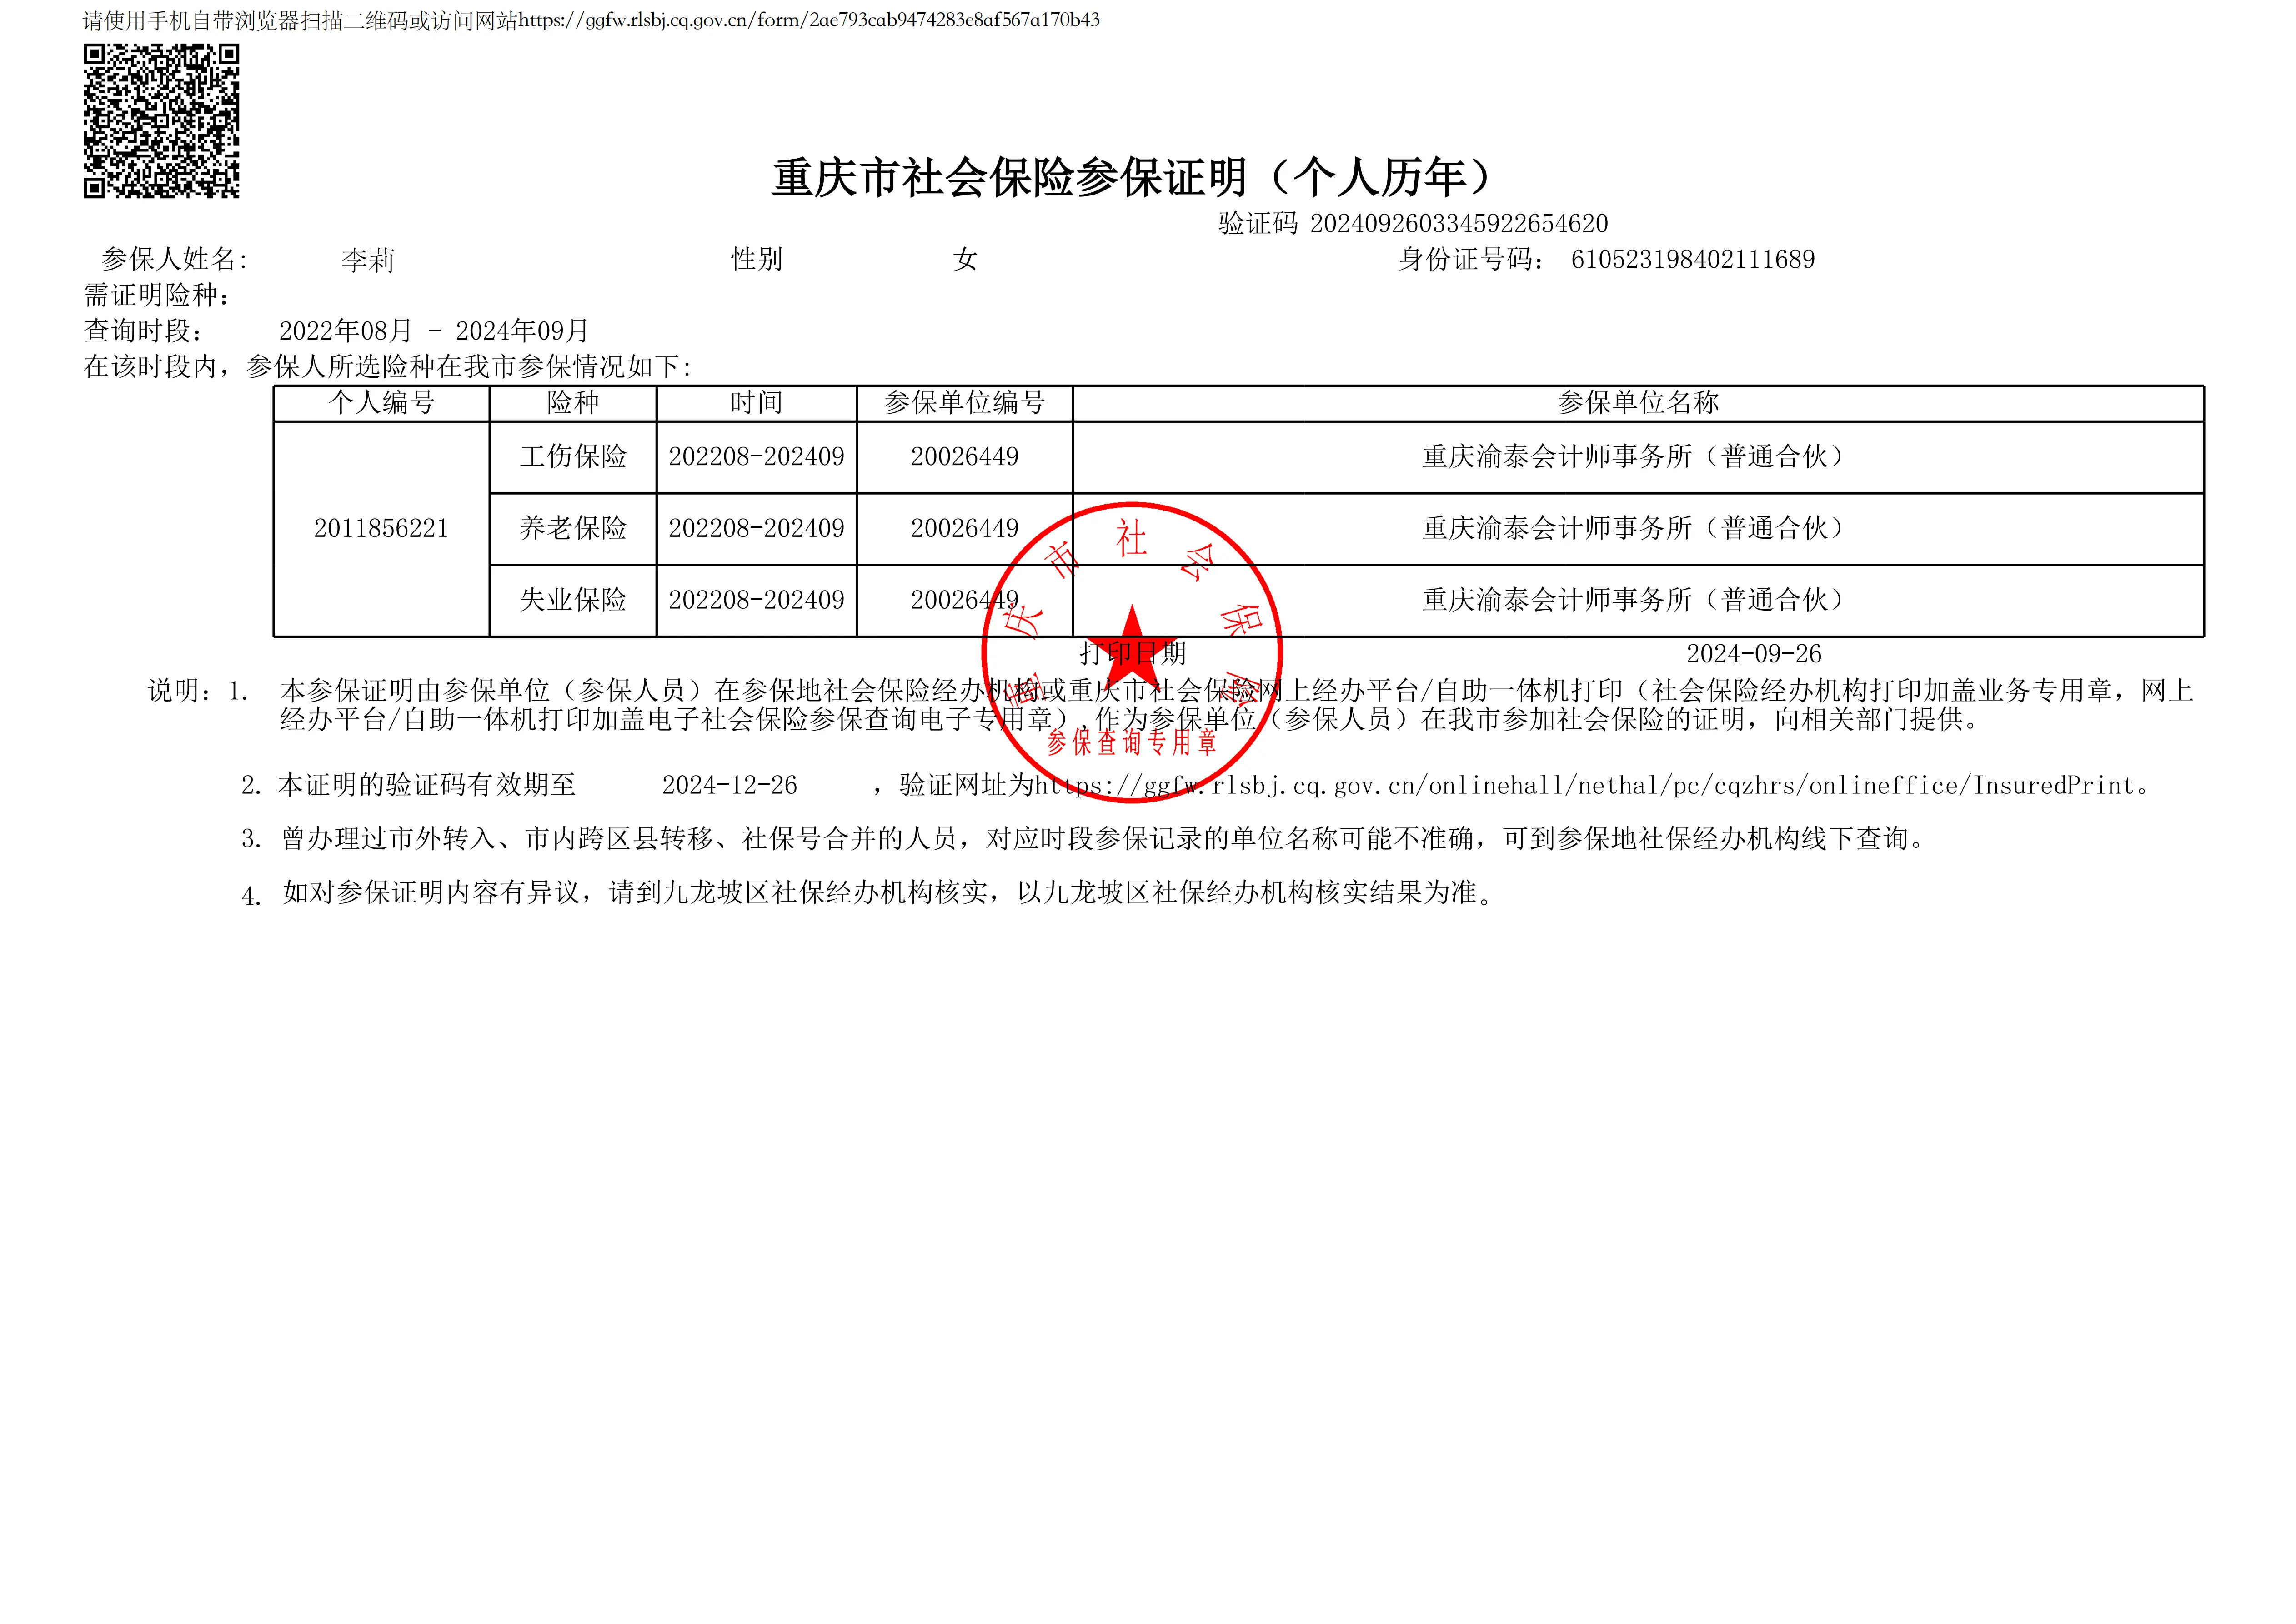 请使用手机自带浏览器扫描二维码或访问网站https://ggfw.rlsbj.cq.gov.cn/form/2ae793cab9474283e8af567a170b43
重庆市社会保险参保证明（个人历年）
验证码 2024092603345922654620
参保人姓名: 李莉 性别 女 身份证号码： 610523198402111689
需证明险种：
查询时段： 2022年08月 - 2024年09月
在该时段内，参保人所选险种在我市参保情况如下:
个人编号 险种 时间 参保单位编号 参保单位名称
2011856221 工伤保险 202208-202409 20026449 重庆渝泰会计师事务所（普通合伙）
养老保险 202208-202409 20026449 重庆渝泰会计师事务所（普通合伙）
失业保险 202208-202409 20026449 重庆渝泰会计师事务所（普通合伙）
打印日期 2024-09-26
说明：1. 本参保证明由参保单位（参保人员）在参保地社会保险经办机构或重庆市社会保险网上经办平台/自助一体机打印（社会保险经办机构打印加盖业务专用章，网上
经办平台/自助一体机打印加盖电子社会保险参保查询电子专用章）,作为参保单位（参保人员）在我市参加社会保险的证明，向相关部门提供。
2. 本证明的验证码有效期至 2024-12-26 ，验证网址为https://ggfw.rlsbj.cq.gov.cn/onlinehall/nethal/pc/cqzhrs/onlineffice/InsuredPrint。
3. 曾办理过市外转入、市内跨区县转移、社保号合并的人员，对应时段参保记录的单位名称可能不准确，可到参保地社保经办机构线下查询。
4. 如对参保证明内容有异议，请到九龙坡区社保经办机构核实，以九龙坡区社保经办机构核实结果为准。
重庆市社会保险
参保查询专用章